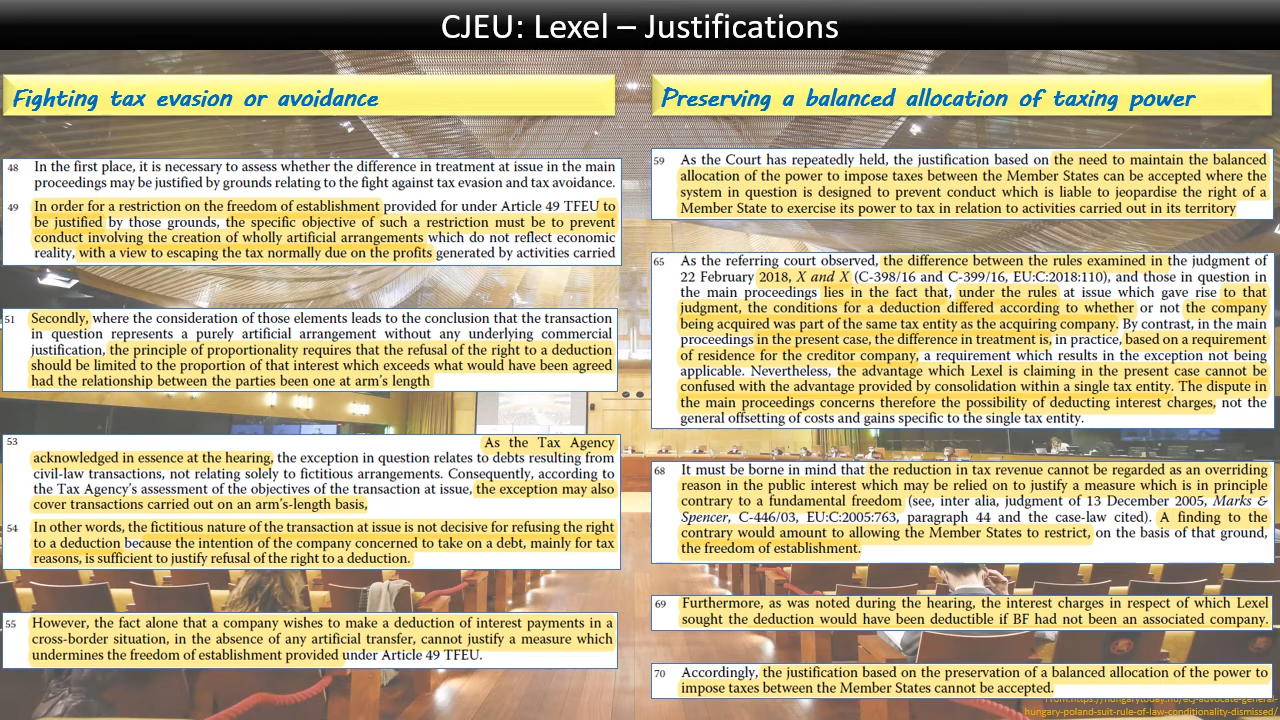 CJEU: Lexel – Justifications
Fighting tax evasion or avoidance
48 In the first place, it is necessary to assess whether the difference in treatment at issue in the main
proceedings may be justified by grounds relating to the fight against tax evasion and tax avoidance.
49 In order for a restriction on the freedom of establishment provided for under Article 49 TFEU to
be justified by those grounds, the specific objective of such a restriction must be to prevent
conduct involving the creation of wholly artificial arrangements which do not reflect economic
reality, with a view to escaping the tax normally due on the profits generated by activities carried
51 Secondly, where the consideration of those elements leads to the conclusion that the transaction
in question represents a purely artificial arrangement without any underlying commercial
justification, the principle of proportionality requires that the refusal of the right to a deduction
should be limited to the proportion of that interest which exceeds what would have been agreed
had the relationship between the parties been one at arm's length
53 As the Tax Agency
acknowledged in essence at the hearing, the exception in question relates to debts resulting from
civil-law transactions, not relating solely to fictitious arrangements. Consequently, according to
the Tax Agency's assessment of the objectives of the transaction at issue, the exception may also
cover transactions carried out on an arm's-length basis,
54 In other words, the fictitious nature of the transaction at issue is not decisive for refusing the right
to a deduction because the intention of the company concerned to take on a debt, mainly for tax
reasons, is sufficient to justify refusal of the right to a deduction.
55 However, the fact alone that a company wishes to make a deduction of interest payments in a
cross-border situation, in the absence of any artificial transfer, cannot justify a measure which
undermines the freedom of establishment provided under Article 49 TFEU.
Preserving a balanced allocation of taxing power
59 As the Court has repeatedly held, the justification based on the need to maintain the balanced
allocation of the power to impose taxes between the Member States can be accepted where the
system in question is designed to prevent conduct which is liable to jeopardise the right of a
Member State to exercise its power to tax in relation to activities carried out in its territory
65 As the referring court observed, the difference between the rules examined in the judgment of
22 February 2018, X and X (C-398/16 and C-399/16, EU:C:2018:110), and those in question in
the main proceedings lies in the fact that, under the rules at issue which gave rise to that
judgment, the conditions for a deduction differed according to whether or not the company
being acquired was part of the same tax entity as the acquiring company. By contrast, in the main
proceedings in the present case, the difference in treatment is, in practice, based on a requirement
of residence for the creditor company, a requirement which results in the exception not being
applicable. Nevertheless, the advantage which Lexel is claiming in the present case cannot be
confused with the advantage provided by consolidation within a single tax entity. The dispute in
the main proceedings concerns therefore the possibility of deducting interest charges, not the
general offsetting of costs and gains specific to the single tax entity.
68 It must be borne in mind that the reduction in tax revenue cannot be regarded as an overriding
reason in the public interest which may be relied on to justify a measure which is in principle
contrary to a fundamental freedom (see, inter alia, judgment of 13 December 2005, Marks &
Spencer, C-446/03, EU:C:2005:763, paragraph 44 and the case-law cited). A finding to the
contrary would amount to allowing the Member States to restrict, on the basis of that ground,
the freedom of establishment.
69 Furthermore, as was noted during the hearing, the interest charges in respect of which Lexel
sought the deduction would have been deductible if BF had not been an associated company.
70 Accordingly, the justification based on the preservation of a balanced allocation of the power to
impose taxes between the Member States cannot be accepted.
From:https://hungarytoday.hu/ecj-advocate-general-
hungary-poland-suit-rule-of-law-conditionality-dismissed/